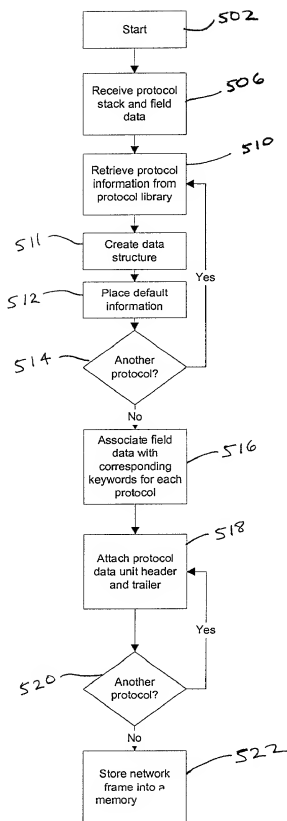 Start
502
Receive protocol
stack and field
data
506
Retrieve protocol
information from
protocol library
510
511
Create data
structure
Yes
512
Place default
information
514
Another
protocol?
No
Associate field
data with
corresponding
keywords for each
protocol
516
518
Attach protocol
data unit header
and trailer
Yes
520
Another
protocol?
No
Store network
frame into a
memory
522